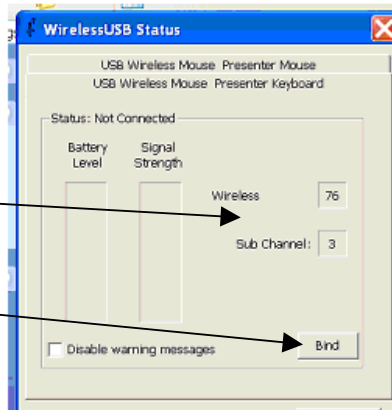 WirelessUSB Status
USB Wireless Mouse Presenter Mouse
USB Wireless Mouse Presenter Keyboard
Status: Not Connected
Battery Level
Signal Strength
Wireless 76
Sub Channel: 3
Disable warning messages
Bind